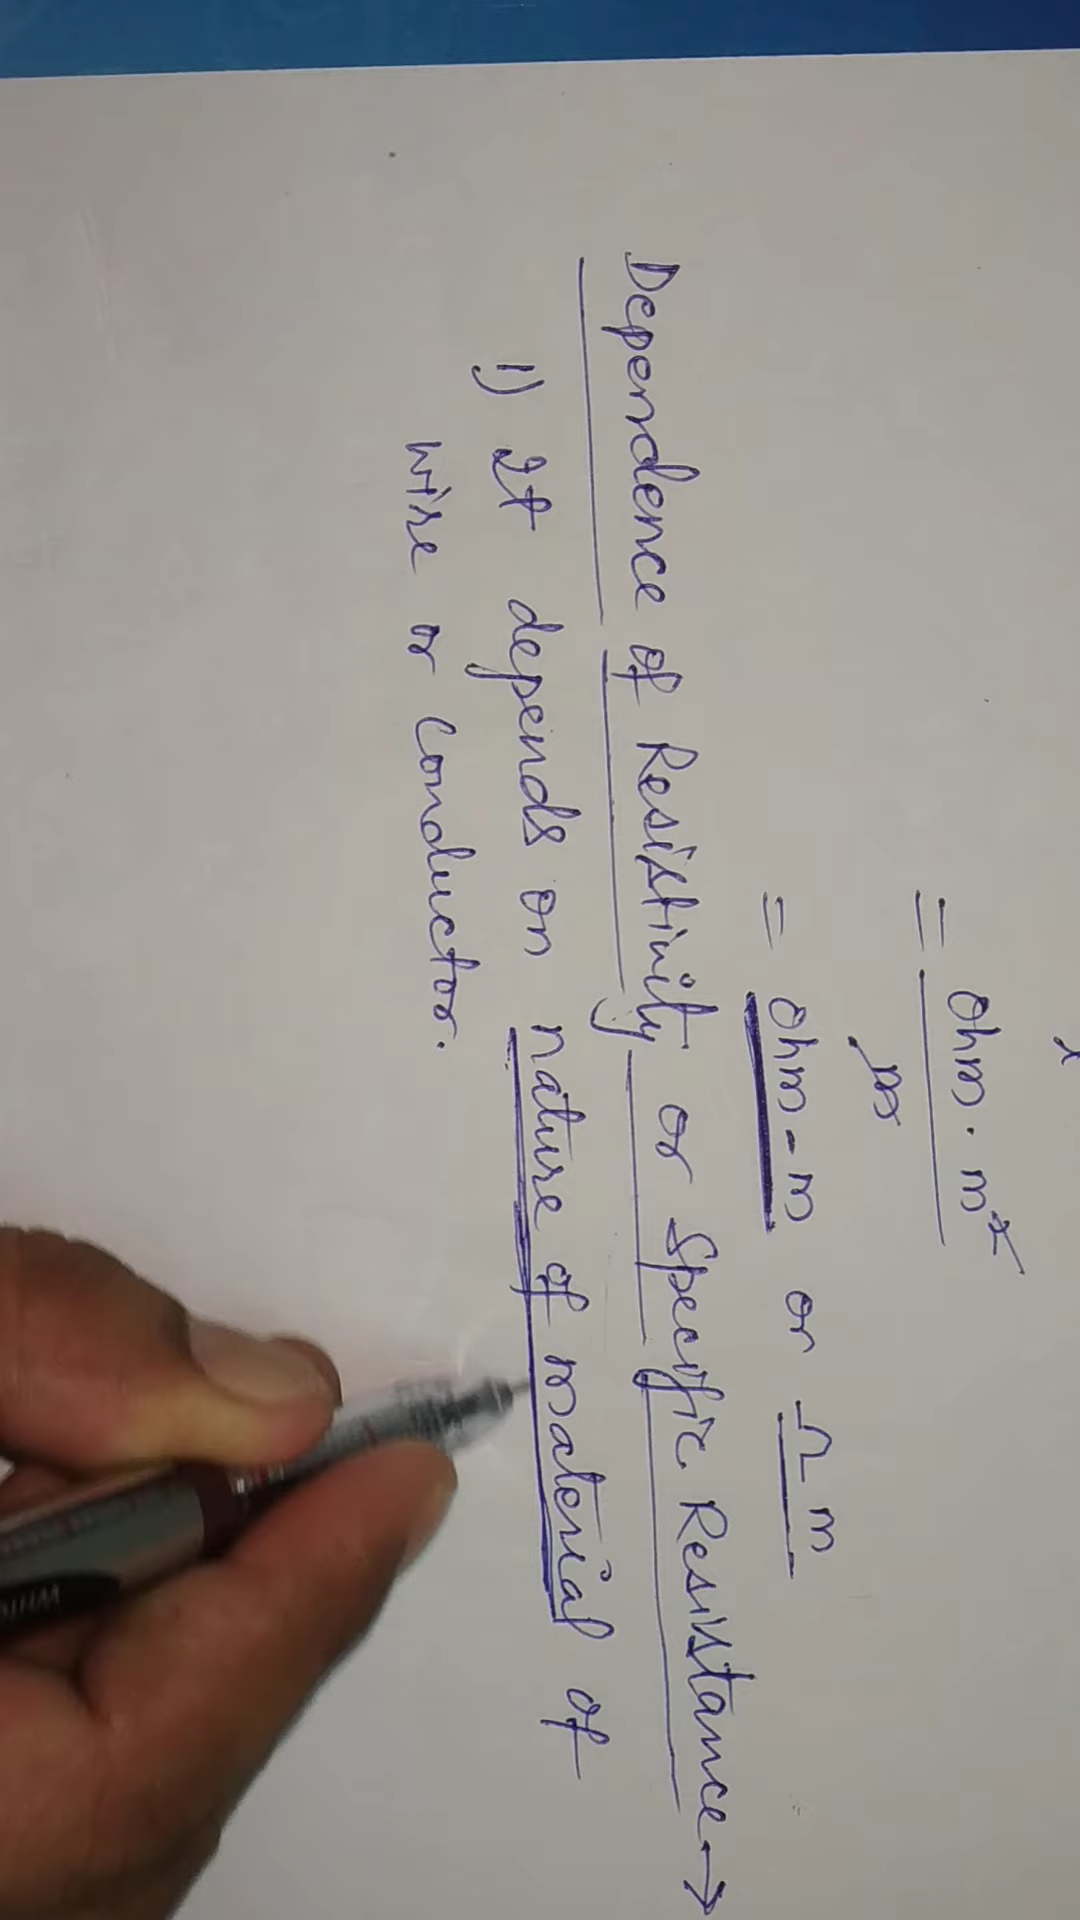 = ohm. m²
m
= ohm-m or Ω m
Dependence of Resistivity or Specific Resistance →
1) It depends on nature of material of
wire or conductor.